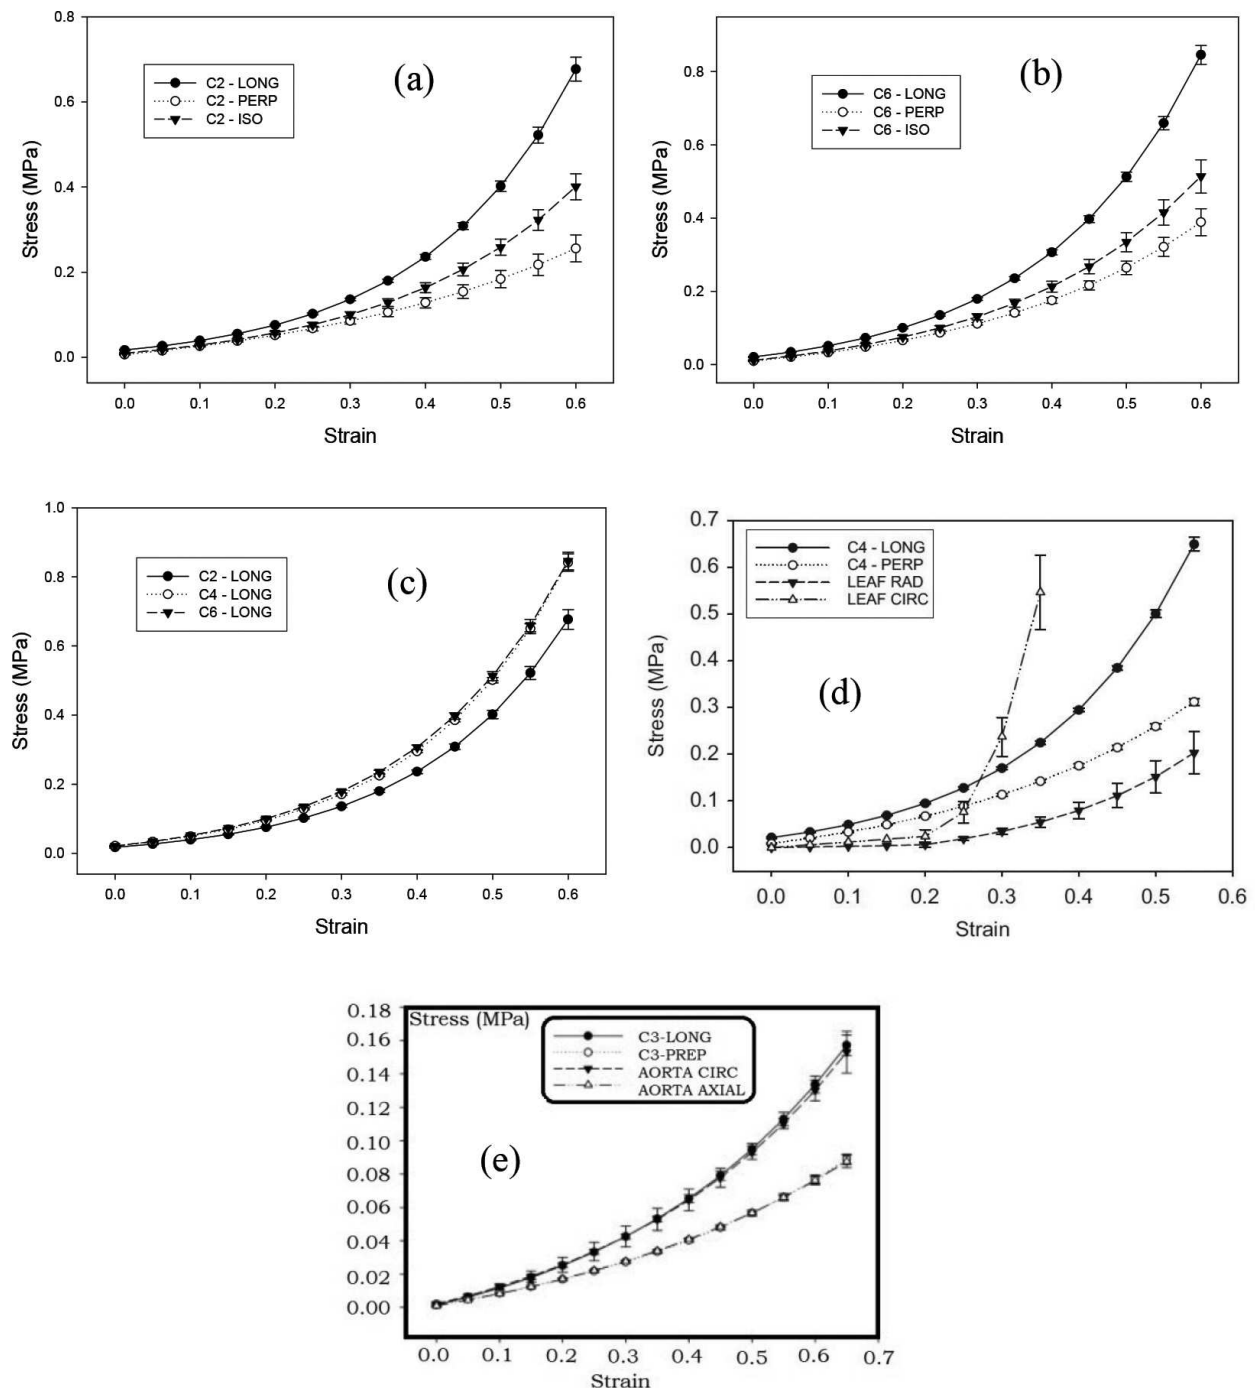 0.8
0.6
0.4
0.2
0.0
Stress (MPa)
C2 - LONG
C2 - PERP
C2 - ISO
(a)
0.0 0.1 0.2 0.3 0.4 0.5 0.6
Strain
0.8
0.6
0.4
0.2
0.0
Stress (MPa)
C6 - LONG
C6 - PERP
C6 - ISO
(b)
0.0 0.1 0.2 0.3 0.4 0.5 0.6
Strain
1.0
0.8
0.6
0.4
0.2
0.0
Stress (MPa)
C2 - LONG
C4 - LONG
C6 - LONG
(c)
0.0 0.1 0.2 0.3 0.4 0.5 0.6
Strain
0.7
0.6
0.5
0.4
0.3
0.2
0.1
0.0
Stress (MPa)
C4 - LONG
C4 - PERP
LEAF RAD
LEAF CIRC
(d)
0.0 0.1 0.2 0.3 0.4 0.5 0.6
Strain
0.18
0.16
0.14
0.12
0.10
0.08
0.06
0.04
0.02
0.00
Stress (MPa)
C3-LONG
C3-PREP
AORTA CIRC
AORTA AXIAL
(e)
0.0 0.1 0.2 0.3 0.4 0.5 0.6 0.7
Strain